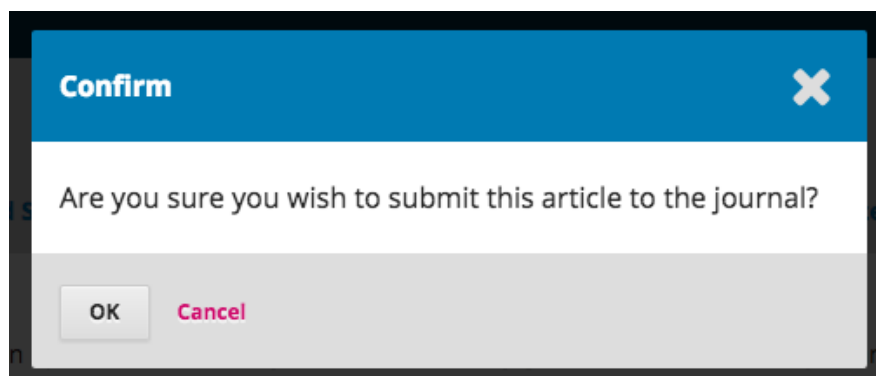 Confirm
Are you sure you wish to submit this article to the journal?
OK Cancel